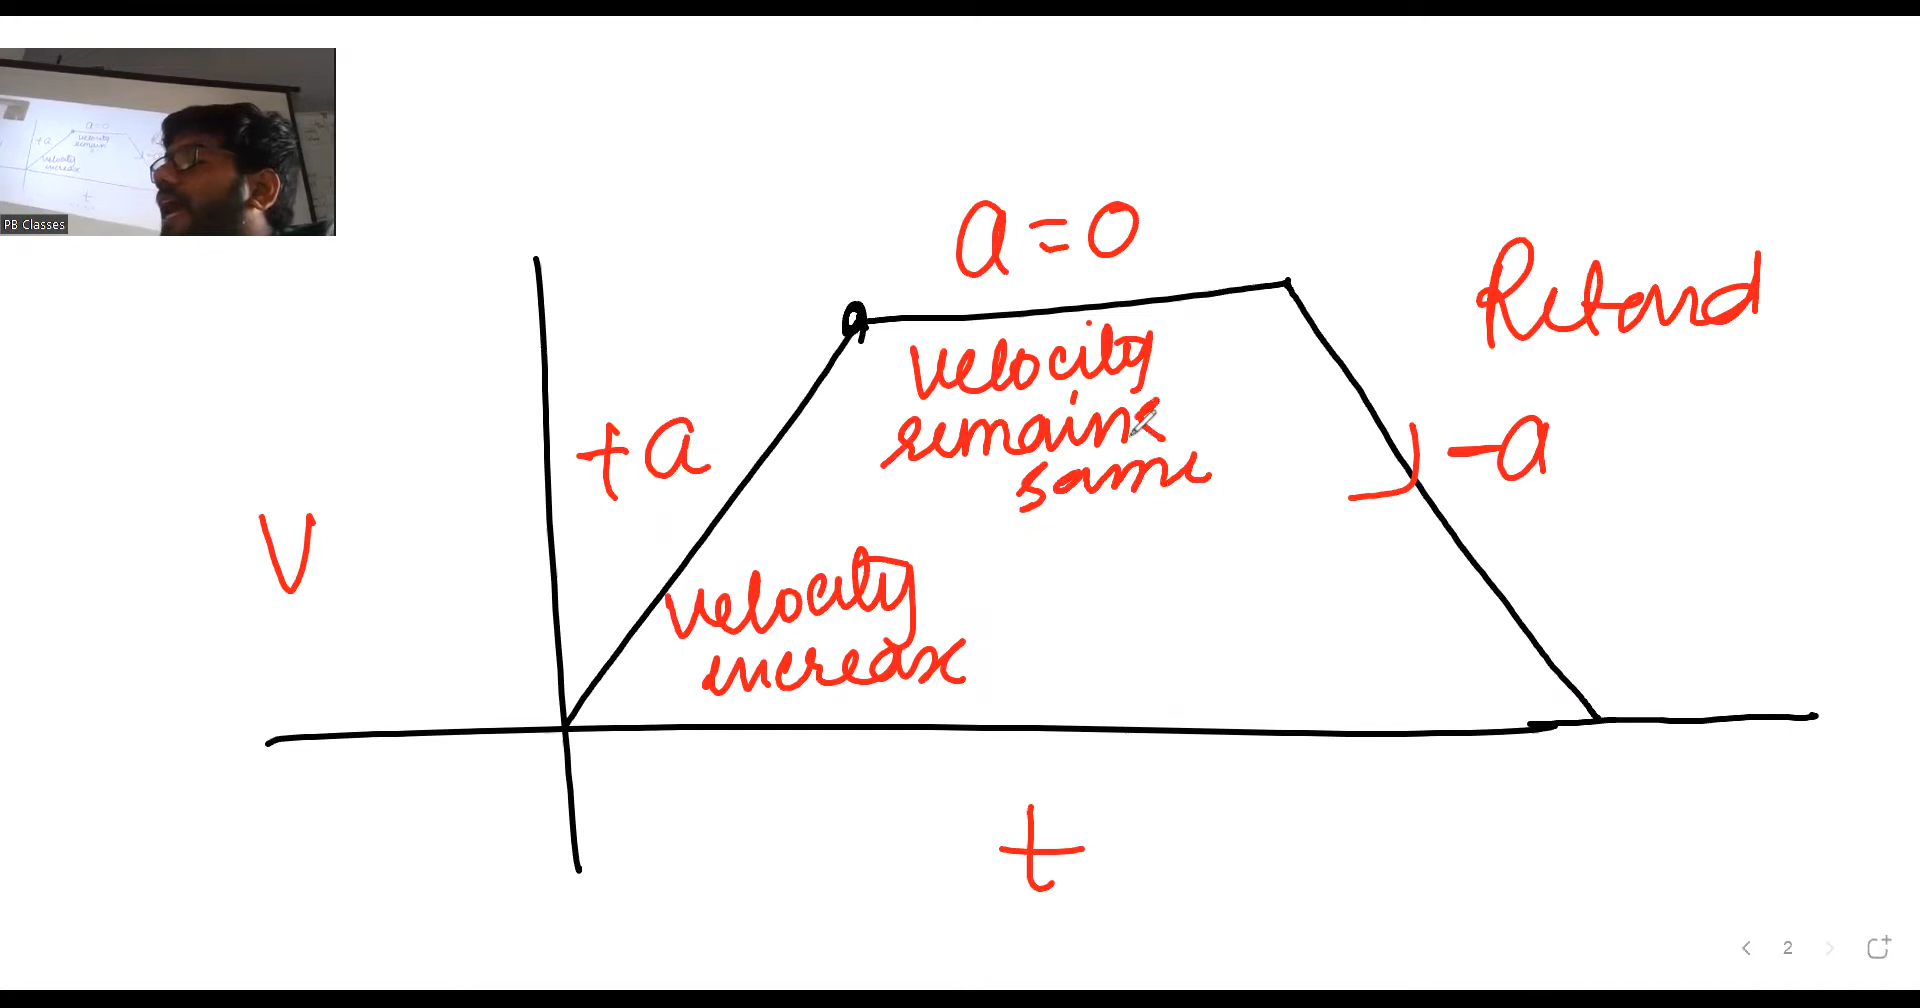 PB Classes
a = 0
Retard
velocity
remains
same
+a
-a
V
velocity
increase
t
2